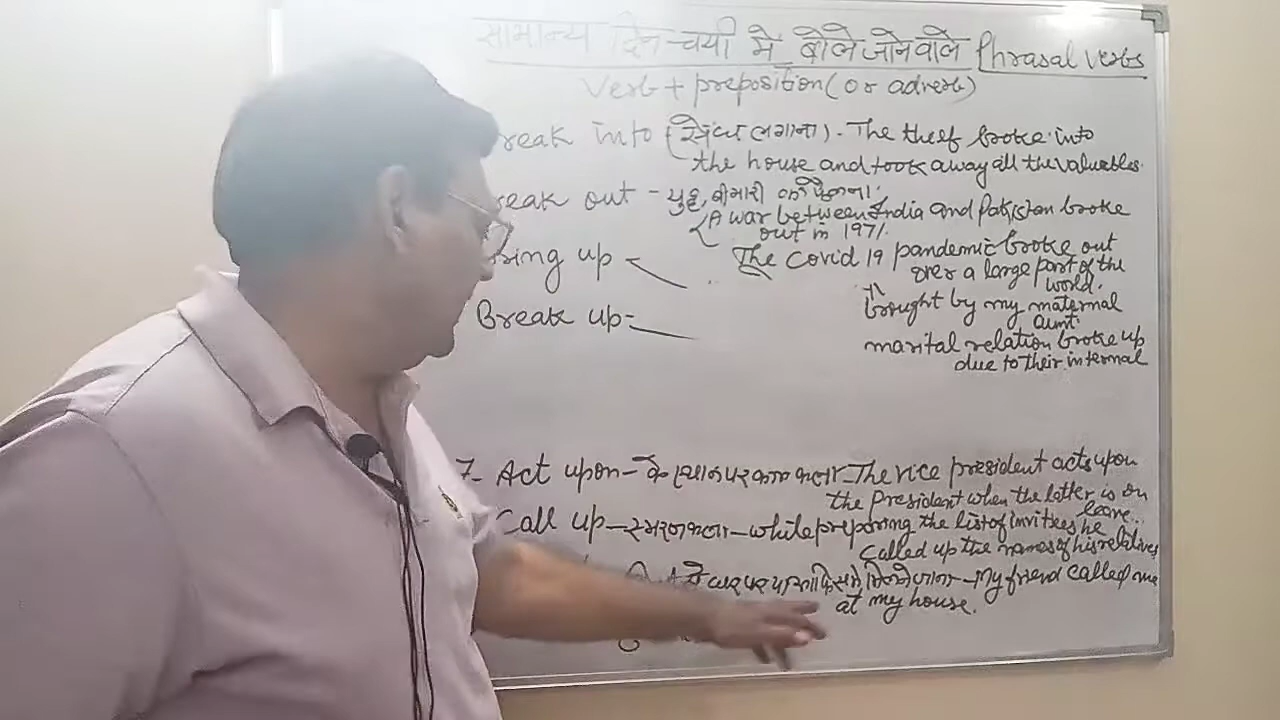 सामान्य दिन-चर्या में बोले जाने वाले Phrasal verbs
Verb + preposition (or adverb)
reak into (सेंध लगाना). The thief broke into
the house and took away all the valuables.
reak out - युद्ध, बीमारी का फैलना.
A war between India and Pakistan broke
out in 1971.
ring up
The Covid 19 pandemic broke out
over a large part of the
world.
brought by my maternal
aunt.
Break up-
marital relation broke up
due to their internal
7- Act upon - के स्थान पर काम करना - The vice president acts upon
the president when the latter is on
leave.
Call up - स्मरण करना - while preparing the list of invitees he
called up the names of his relatives
के घर पर या किसी से मिलने जाना - My friend called me
at my house.